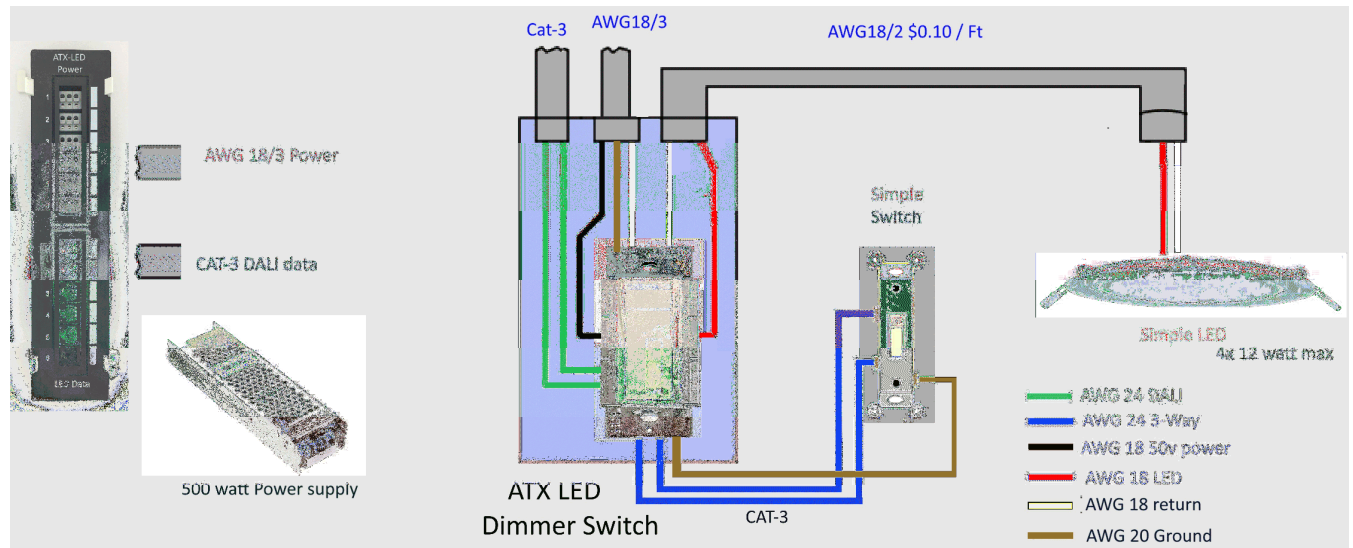 ATX-LED
Power
1
2
AWG 18/3 Power
CAT-3 DALI data
3
4
5
6
LED Data
500 watt Power supply
Cat-3
AWG18/3
AWG18/2 $0.10 / Ft
Simple
Switch
ATX LED
Dimmer Switch
CAT-3
Simple LED
4x 12 watt max
AWG 24 DALI
AWG 24 3-Way
AWG 18 50v power
AWG 18 LED
AWG 18 return
AWG 20 Ground